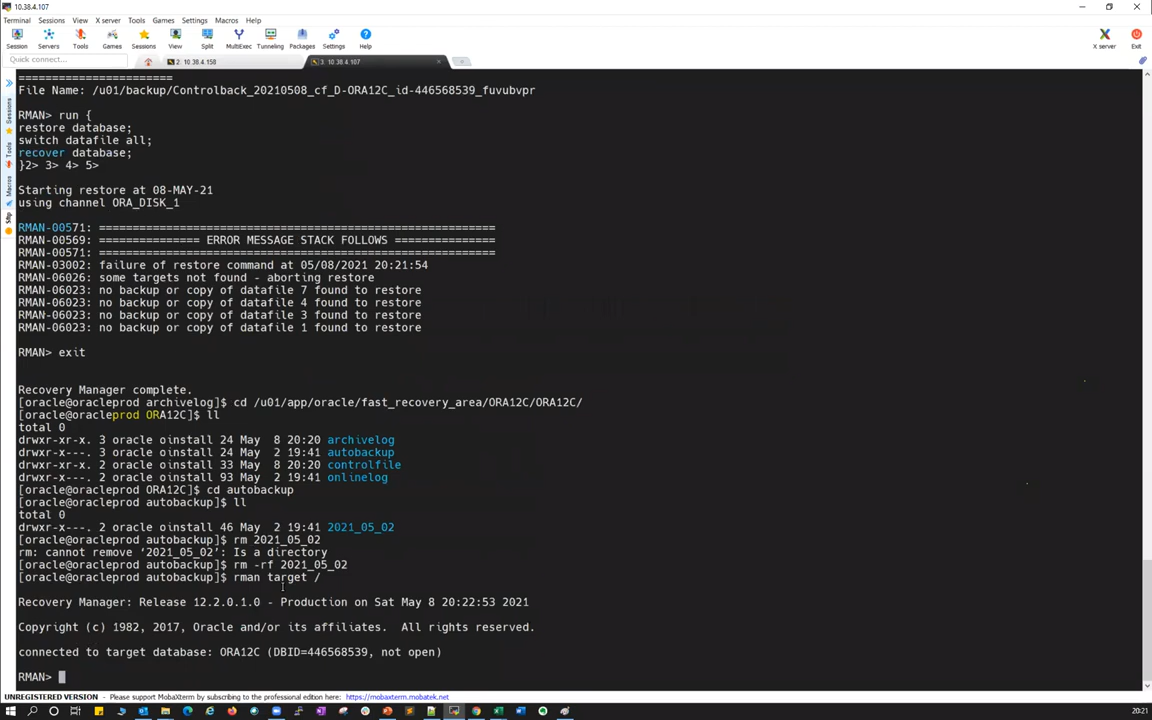 10.38.4.107
Terminal Sessions View X server Tools Games Settings Macros Help
Session Servers Tools Games Sessions View Split MultiExec Tunneling Packages Settings Help X server Exit
Quick connect... 2. 10.38.4.158 3. 10.38.4.107
Sessions
Tools
Macros
Sftp
========================
File Name: /u01/backup/Controlback_20210508_cf_D-ORA12C_id-446568539_fuvubvpr
RMAN> run {
restore database;
switch datafile all;
recover database;
}2> 3> 4> 5>
Starting restore at 08-MAY-21
using channel ORA_DISK_1
RMAN-00571: ===========================================================
RMAN-00569: =============== ERROR MESSAGE STACK FOLLOWS ===============
RMAN-00571: ===========================================================
RMAN-03002: failure of restore command at 05/08/2021 20:21:54
RMAN-06026: some targets not found - aborting restore
RMAN-06023: no backup or copy of datafile 7 found to restore
RMAN-06023: no backup or copy of datafile 4 found to restore
RMAN-06023: no backup or copy of datafile 3 found to restore
RMAN-06023: no backup or copy of datafile 1 found to restore
RMAN> exit
Recovery Manager complete.
[oracle@oracleprod archivelog]$ cd /u01/app/oracle/fast_recovery_area/ORA12C/ORA12C/
[oracle@oracleprod ORA12C]$ ll
total 0
drwxr-xr-x. 3 oracle oinstall 24 May  8 20:20 archivelog
drwxr-x---. 3 oracle oinstall 24 May  2 19:41 autobackup
drwxr-xr-x. 2 oracle oinstall 33 May  8 20:20 controlfile
drwxr-x---. 2 oracle oinstall 93 May  2 19:41 onlinelog
[oracle@oracleprod ORA12C]$ cd autobackup
[oracle@oracleprod autobackup]$ ll
total 0
drwxr-x---. 2 oracle oinstall 46 May  2 19:41 2021_05_02
[oracle@oracleprod autobackup]$ rm 2021_05_02
rm: cannot remove ‘2021_05_02’: Is a directory
[oracle@oracleprod autobackup]$ rm -rf 2021_05_02
[oracle@oracleprod autobackup]$ rman target /
Recovery Manager: Release 12.2.0.1.0 - Production on Sat May 8 20:22:53 2021
Copyright (c) 1982, 2017, Oracle and/or its affiliates.  All rights reserved.
connected to target database: ORA12C (DBID=446568539, not open)
RMAN>
UNREGISTERED VERSION - Please support MobaXterm by subscribing to the professional edition here: https://mobaxterm.mobatek.net
20:21